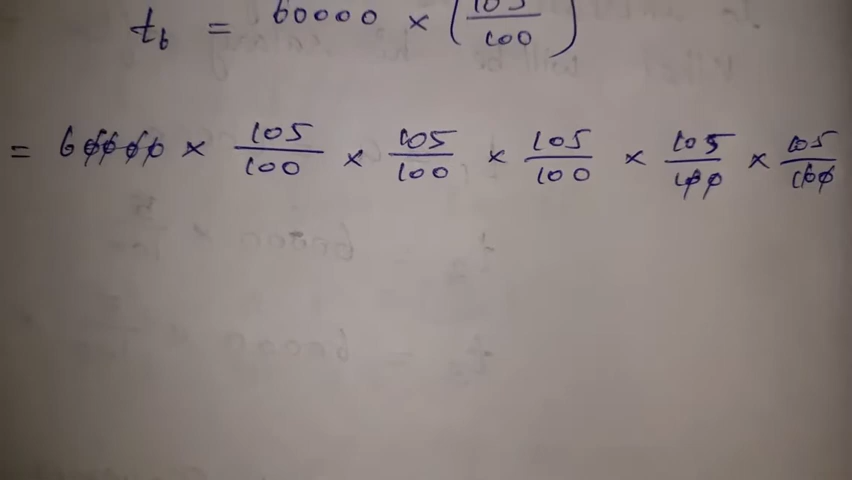 t₆ = 60000 × (105/100)
= 60000 × 105/100 × 105/100 × 105/100 × 105/100 × 105/100